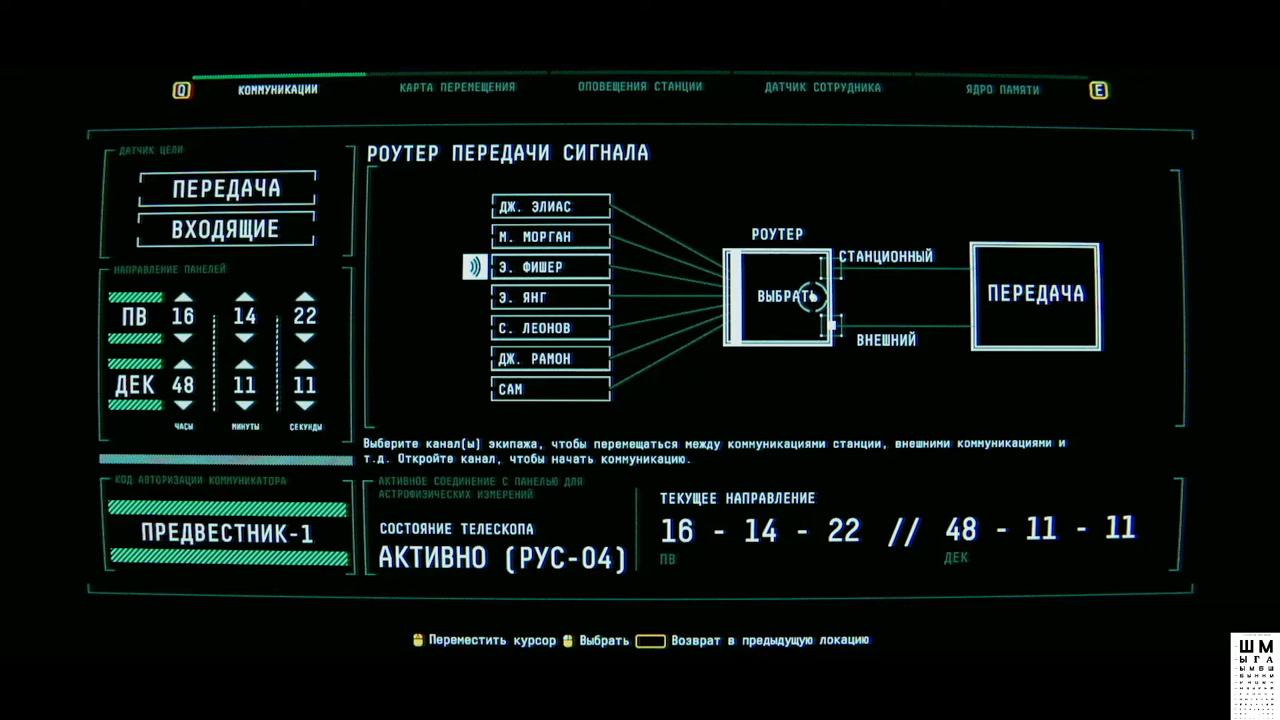 Q
КОММУНИКАЦИИ
КАРТА ПЕРЕМЕЩЕНИЯ
ОПОВЕЩЕНИЯ СТАНЦИИ
ДАТЧИК СОТРУДНИКА
ЯДРО ПАМЯТИ
E
ДАТЧИК ЦЕЛИ
ПЕРЕДАЧА
ВХОДЯЩИЕ
НАПРАВЛЕНИЕ ПАНЕЛЕЙ
ПВ 16 14 22
ДЕК 48 11 11
ЧАСЫ МИНУТЫ СЕКУНДЫ
КОД АВТОРИЗАЦИИ КОММУНИКАТОРА
ПРЕДВЕСТНИК-1
РОУТЕР ПЕРЕДАЧИ СИГНАЛА
ДЖ. ЭЛИАС
М. МОРГАН
Э. ФИШЕР
Э. ЯНГ
С. ЛЕОНОВ
ДЖ. РАМОН
САМ
РОУТЕР
ВЫБРАТЬ
СТАНЦИОННЫЙ
ВНЕШНИЙ
ПЕРЕДАЧА
Выберите канал(ы) экипажа, чтобы перемещаться между коммуникациями станции, внешними коммуникациями и
т.д. Откройте канал, чтобы начать коммуникацию.
АКТИВНОЕ СОЕДИНЕНИЕ С ПАНЕЛЬЮ ДЛЯ
АСТРОФИЗИЧЕСКИХ ИЗМЕРЕНИЙ
СОСТОЯНИЕ ТЕЛЕСКОПА
АКТИВНО (РУС-04)
ТЕКУЩЕЕ НАПРАВЛЕНИЕ
16 - 14 - 22 // 48 - 11 - 11
ПВ ДЕК
Переместить курсор Выбрать Возврат в предыдущую локацию
Ш М
Ы Г А
Ы М Б Ш
Б Ы Н К И